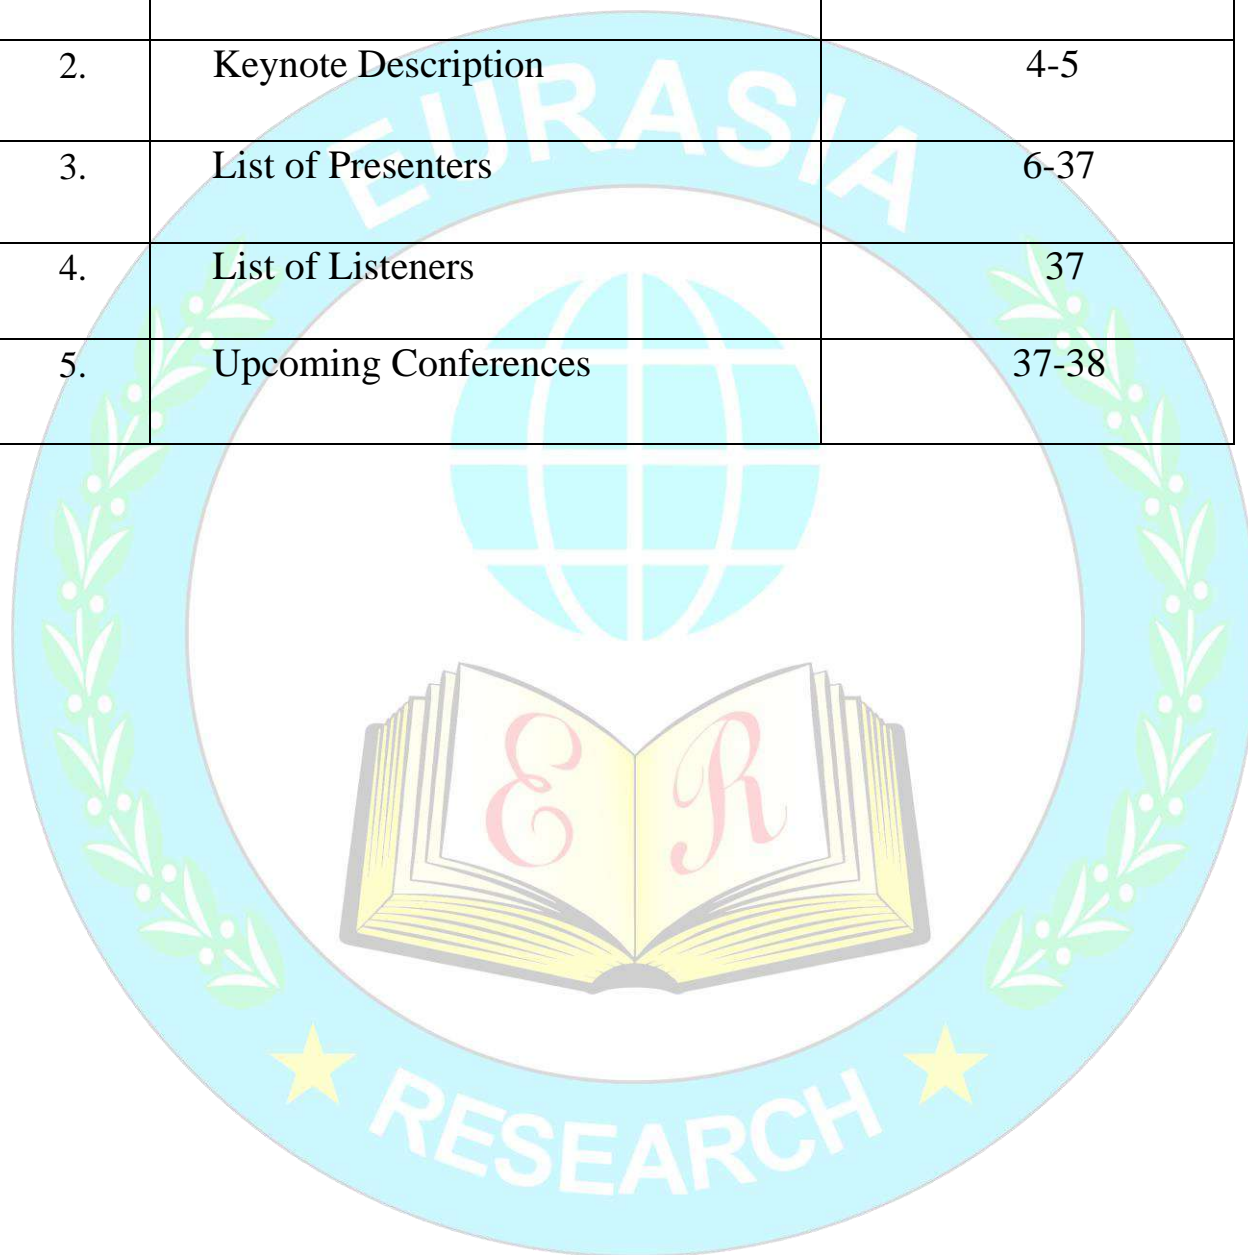 2. Keynote Description 4-5
3. List of Presenters 6-37
4. List of Listeners 37
5. Upcoming Conferences 37-38
EURASIA
E R
RESEARCH